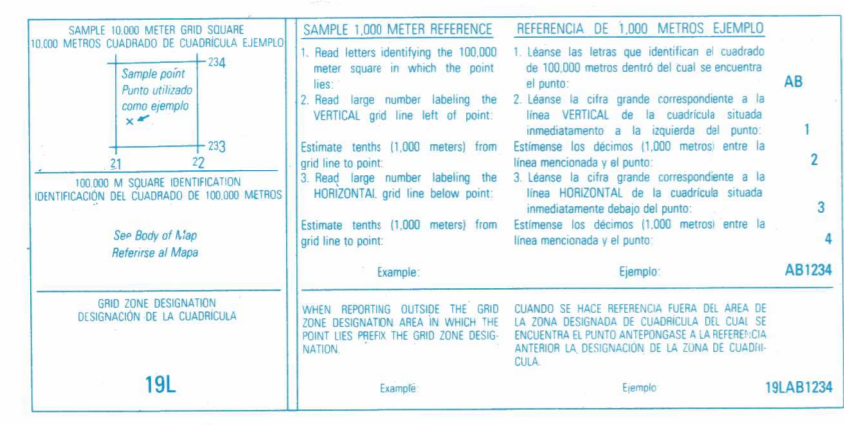 SAMPLE 10,000 METER GRID SQUARE
10,000 METROS CUADRADO DE CUADRÍCULA EJEMPLO
234
Sample point
Punto utilizado
como ejemplo
x
233
21 22
100,000 M SQUARE IDENTIFICATION
IDENTIFICACIÓN DEL CUADRADO DE 100,000 METROS
See Body of Map
Referirse al Mapa
GRID ZONE DESIGNATION
DESIGNACIÓN DE LA CUADRÍCULA
19L
SAMPLE 1,000 METER REFERENCE
1. Read letters identifying the 100,000
meter square in which the point
lies:
2. Read large number labeling the
VERTICAL grid line left of point:
Estimate tenths (1,000 meters) from
grid line to point:
3. Read large number labeling the
HORIZONTAL grid line below point:
Estimate tenths (1,000 meters) from
grid line to point:
Example:
WHEN REPORTING OUTSIDE THE GRID
ZONE DESIGNATION AREA IN WHICH THE
POINT LIES PREFIX THE GRID ZONE DESIG-
NATION.
Example:
REFERENCIA DE 1,000 METROS EJEMPLO
1. Léanse las letras que identifican el cuadrado
de 100,000 metros dentró del cual se encuentra
el punto: AB
2. Léanse la cifra grande correspondiente a la
línea VERTICAL de la cuadrícula situada
inmediatamento a la izquierda del punto: 1
Estímense los décimos (1,000 metros) entre la
línea mencionada y el punto: 2
3. Léanse la cifra grande correspondiente a la
línea HORIZONTAL de la cuadrícula situada
inmediatamente debajo del punto: 3
Estímense los décimos (1,000 metros) entre la
línea mencionada y el punto: 4
Ejemplo: AB1234
CUANDO SE HACE REFERENCIA FUERA DEL AREA DE
LA ZONA DESIGNADA DE CUADRÍCULA DEL CUAL SE
ENCUENTRA EL PUNTO ANTEPONGASE A LA REFERENCIA
ANTERIOR LA DESIGNACIÓN DE LA ZONA DE CUADRÍ-
CULA.
Ejemplo 19LAB1234